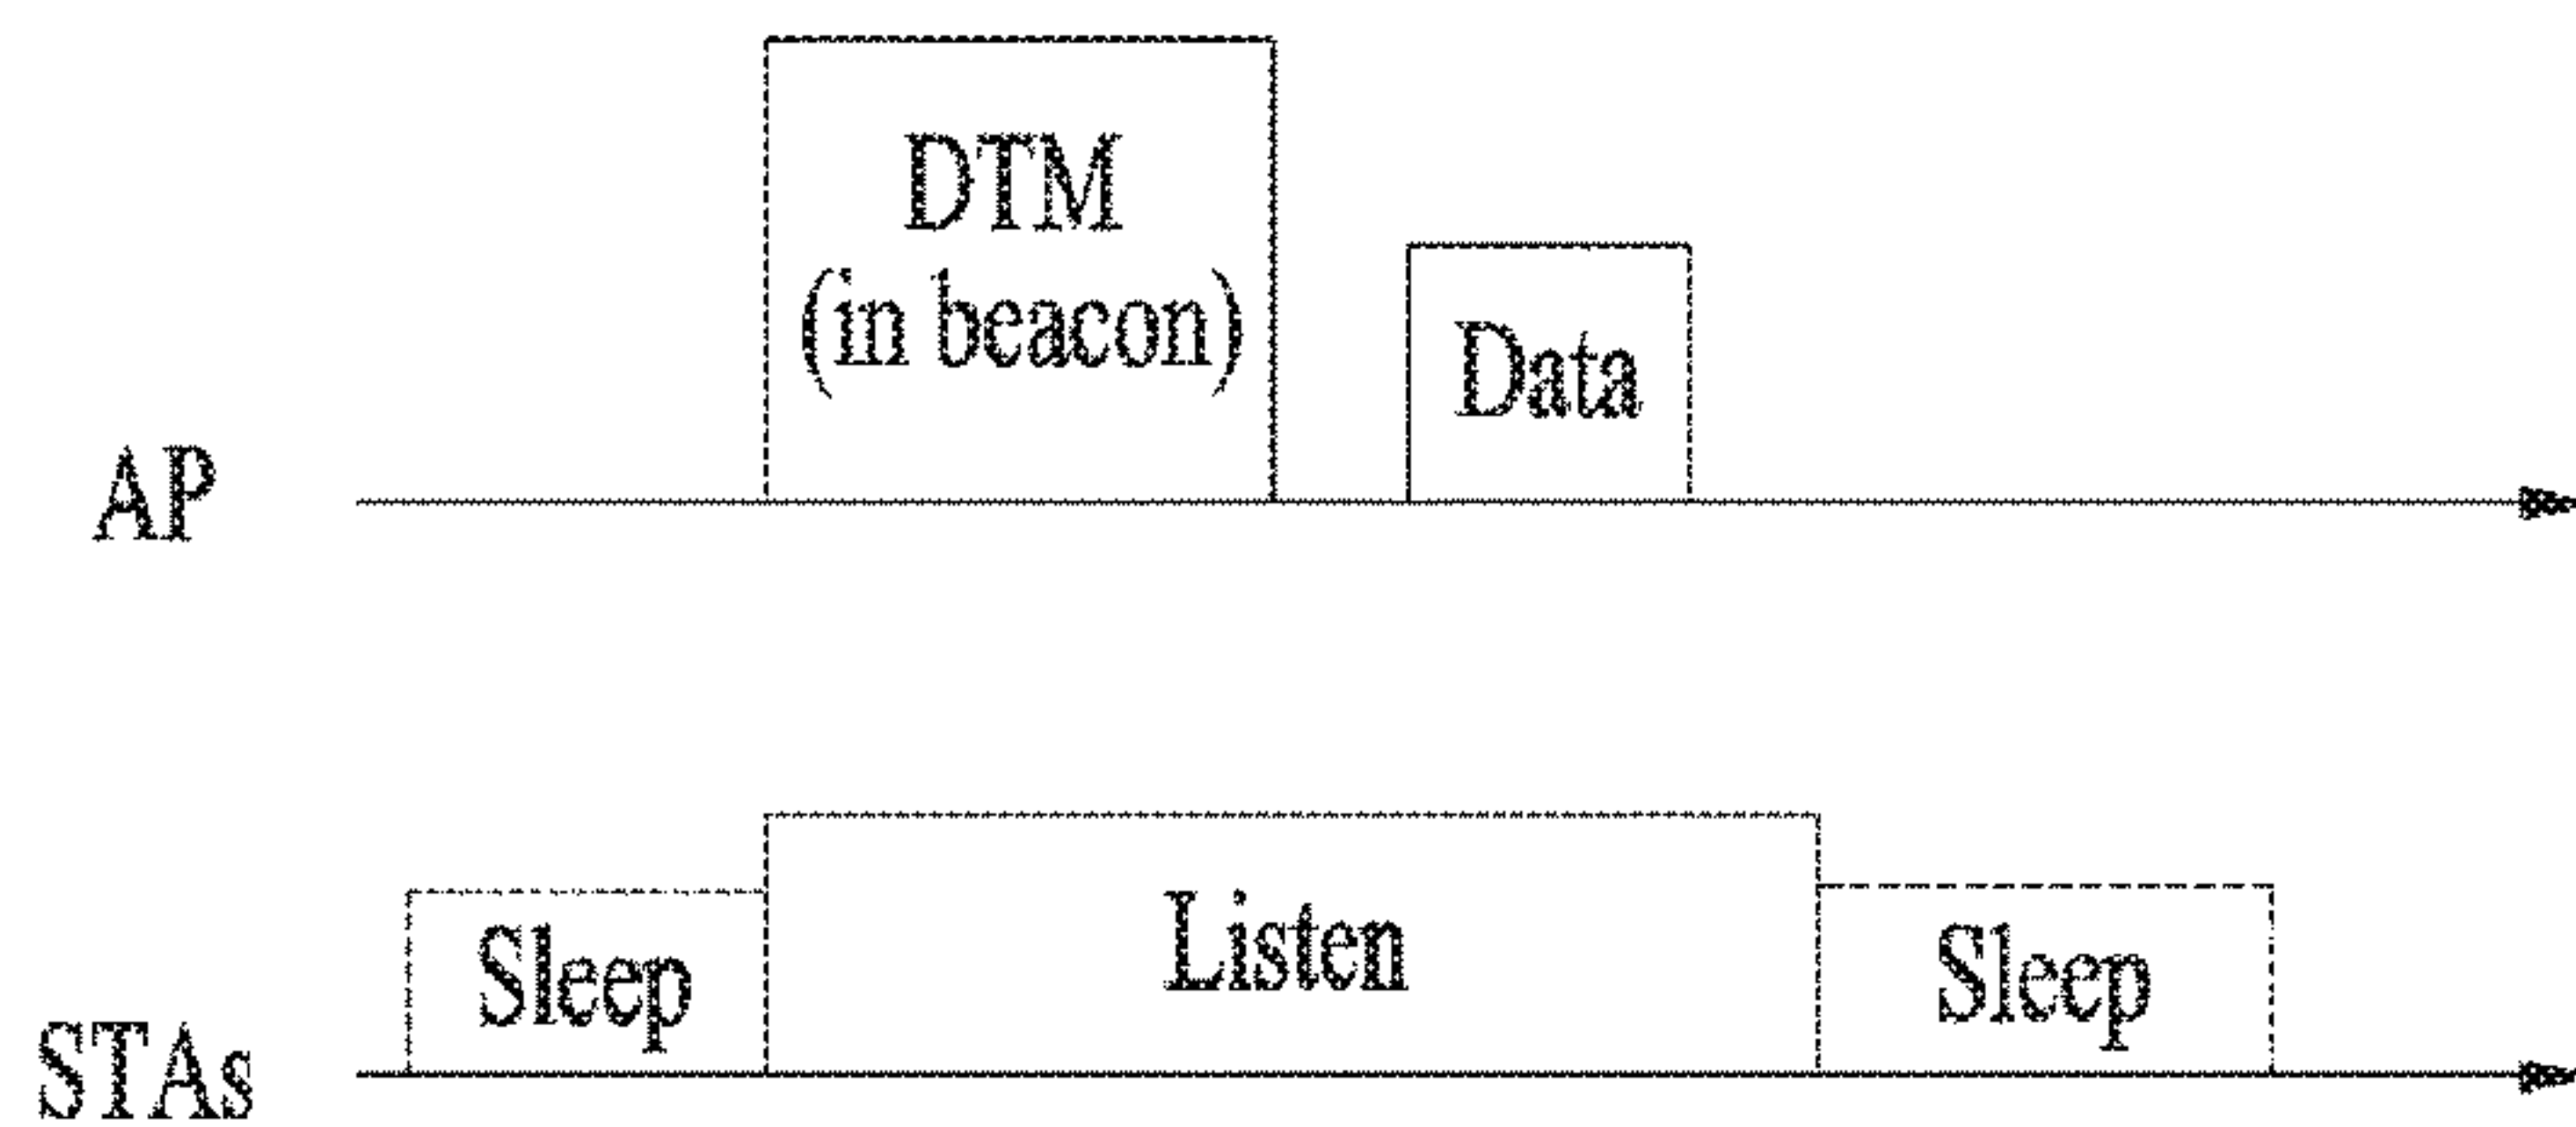 DTM
(in beacon)
Data
AP
Sleep
Listen
Sleep
STAs